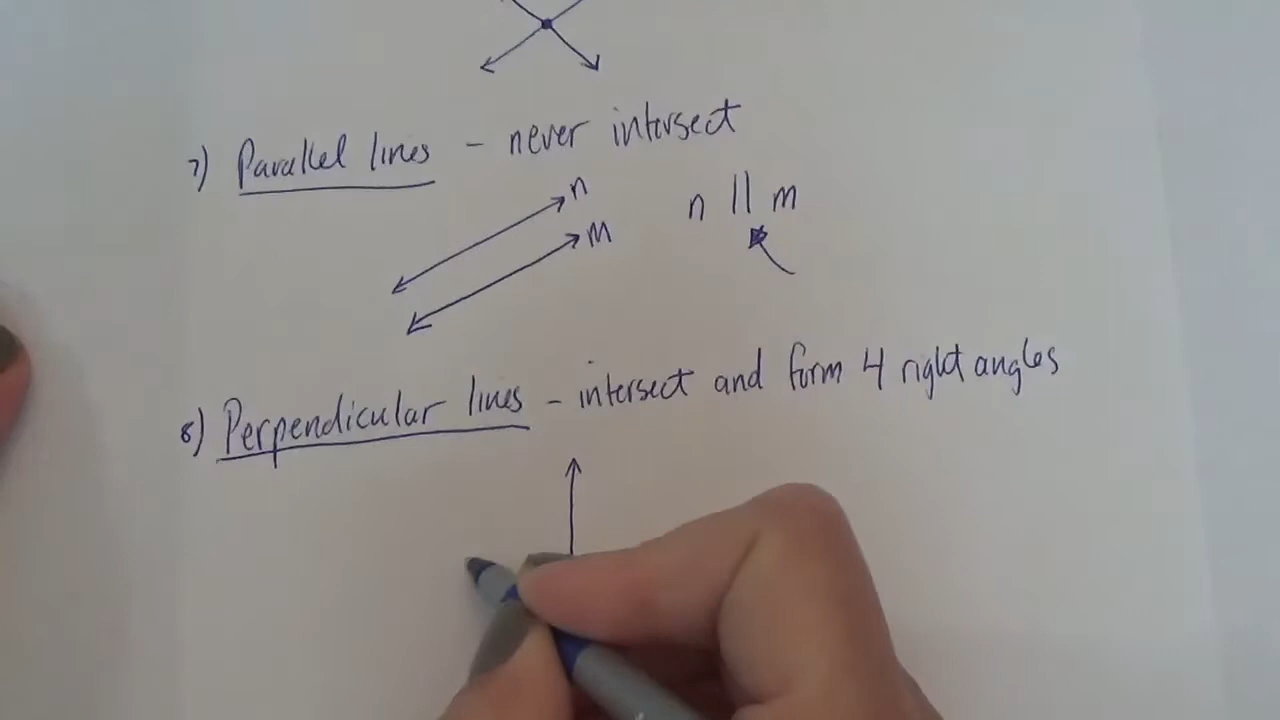 7) Parallel lines - never intersect
n
m
n || m
8) Perpendicular lines - intersect and form 4 right angles